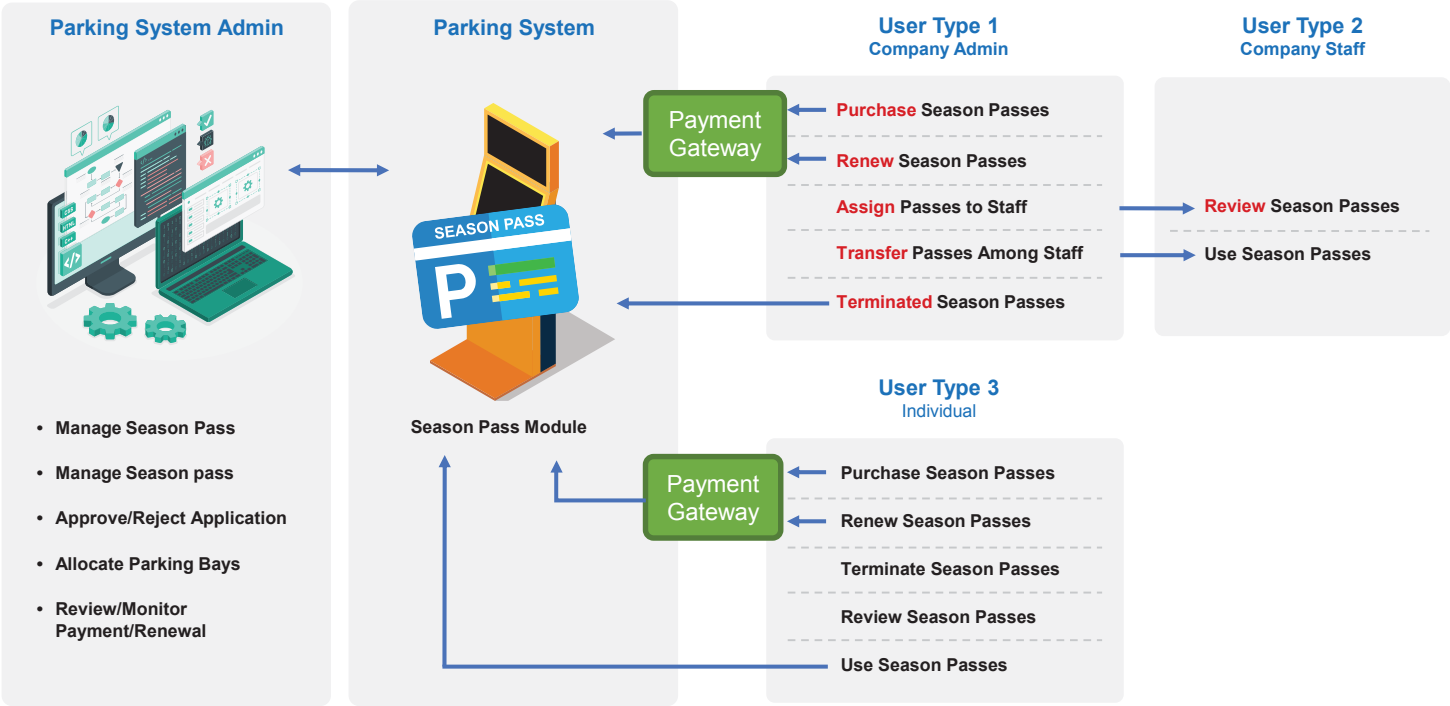 Parking System Admin
CSS
HTML
C++
</>
• Manage Season Pass
• Manage Season pass
• Approve/Reject Application
• Allocate Parking Bays
• Review/Monitor
Payment/Renewal
Parking System
SEASON PASS
P
Season Pass Module
Payment
Gateway
User Type 1
Company Admin
Purchase Season Passes
Renew Season Passes
Assign Passes to Staff
Transfer Passes Among Staff
Terminated Season Passes
User Type 2
Company Staff
Review Season Passes
Use Season Passes
Payment
Gateway
User Type 3
Individual
Purchase Season Passes
Renew Season Passes
Terminate Season Passes
Review Season Passes
Use Season Passes